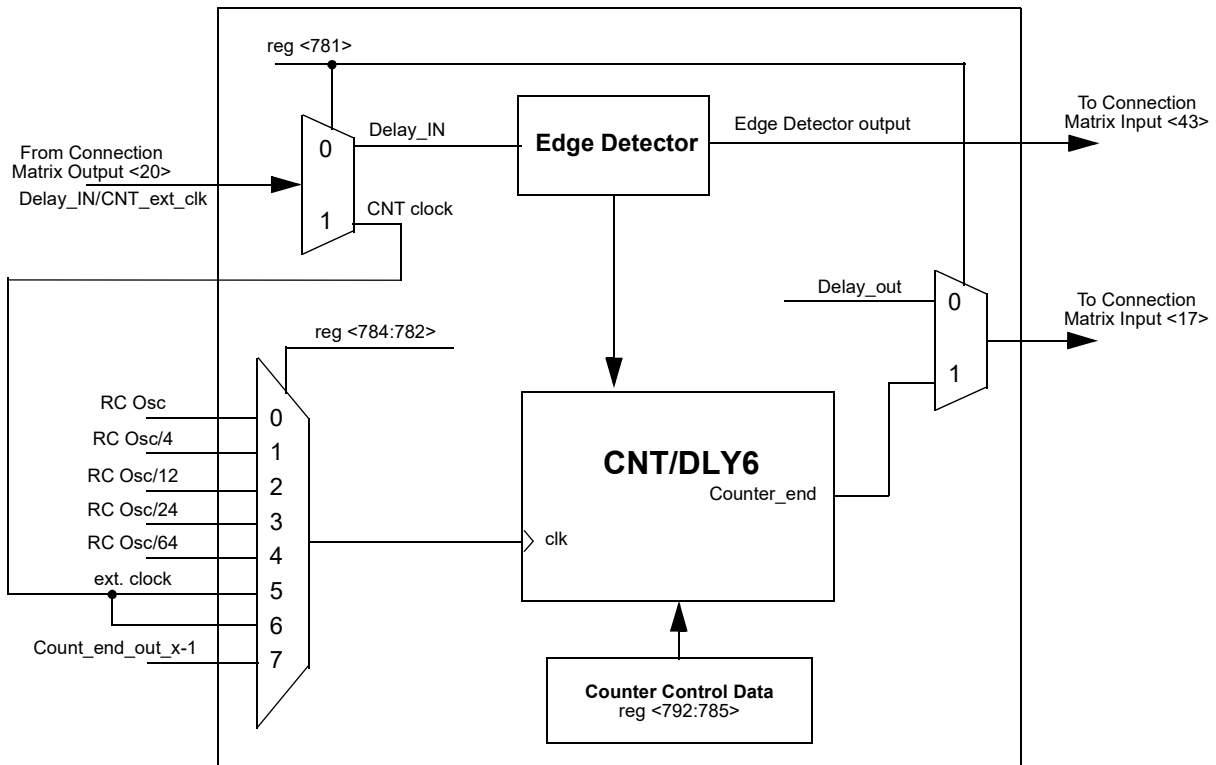 reg <781>
From Connection
Matrix Output <20>
Delay_IN/CNT_ext_clk
0
1
Delay_IN
CNT clock
Edge Detector
Edge Detector output
To Connection
Matrix Input <43>
Delay_out
0
1
To Connection
Matrix Input <17>
reg <784:782>
RC Osc
RC Osc/4
RC Osc/12
RC Osc/24
RC Osc/64
ext. clock
Count_end_out_x-1
0
1
2
3
4
5
6
7
CNT/DLY6
Counter_end
clk
Counter Control Data
reg <792:785>